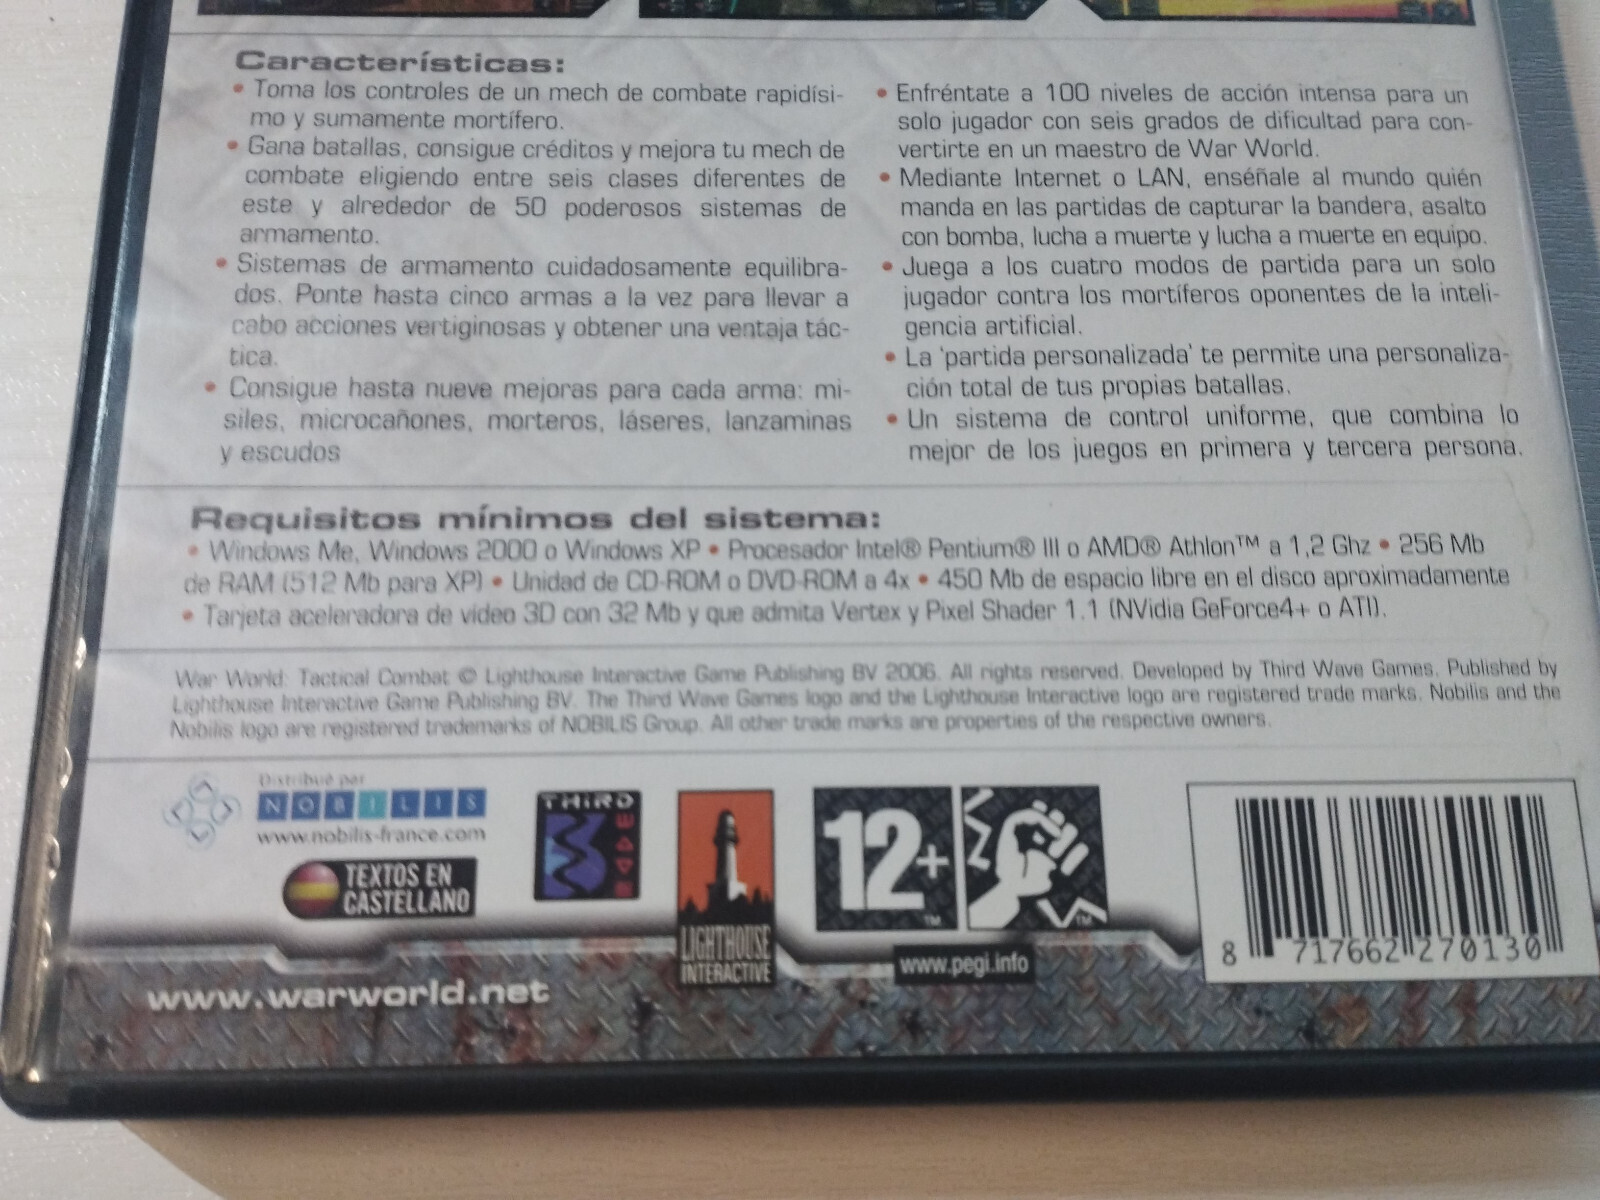 Características:
• Toma los controles de un mech de combate rapidísi-
mo y sumamente mortífero.
• Gana batallas, consigue créditos y mejora tu mech de
combate eligiendo entre seis clases diferentes de
este y alrededor de 50 poderosos sistemas de
armamento.
• Sistemas de armamento cuidadosamente equilibra-
dos. Ponte hasta cinco armas a la vez para llevar a
cabo acciones vertiginosas y obtener una ventaja tác-
tica.
• Consigue hasta nueve mejoras para cada arma: mi-
siles, microcañones, morteros, láseres, lanzaminas
y escudos
• Enfréntate a 100 niveles de acción intensa para un
solo jugador con seis grados de dificultad para con-
vertirte en un maestro de War World.
• Mediante Internet o LAN, enséñale al mundo quién
manda en las partidas de capturar la bandera, asalto
con bomba, lucha a muerte y lucha a muerte en equipo.
• Juega a los cuatro modos de partida para un solo
jugador contra los mortíferos oponentes de la inteli-
gencia artificial.
• La 'partida personalizada' te permite una personaliza-
ción total de tus propias batallas.
• Un sistema de control uniforme, que combina lo
mejor de los juegos en primera y tercera persona.
Requisitos mínimos del sistema:
• Windows Me, Windows 2000 o Windows XP • Procesador Intel® Pentium® III o AMD® Athlon™ a 1,2 Ghz • 256 Mb
de RAM (512 Mb para XP) • Unidad de CD-ROM o DVD-ROM a 4x • 450 Mb de espacio libre en el disco aproximadamente
• Tarjeta aceleradora de vídeo 3D con 32 Mb y que admita Vertex y Pixel Shader 1.1 (NVidia GeForce4+ o ATI).
War World: Tactical Combat © Lighthouse Interactive Game Publishing BV 2006. All rights reserved. Developed by Third Wave Games. Published by
Lighthouse Interactive Game Publishing BV. The Third Wave Games logo and the Lighthouse Interactive logo are registered trade marks. Nobilis and the
Nobilis logo are registered trademarks of NOBILIS Group. All other trade marks are properties of the respective owners.
Distribué par
NOBILIS
www.nobilis-france.com
TEXTOS EN
CASTELLANO
THIRD
WAVE
LIGHTHOUSE
INTERACTIVE
12+
™
™
www.pegi.info
8 717662 270130
www.warworld.net